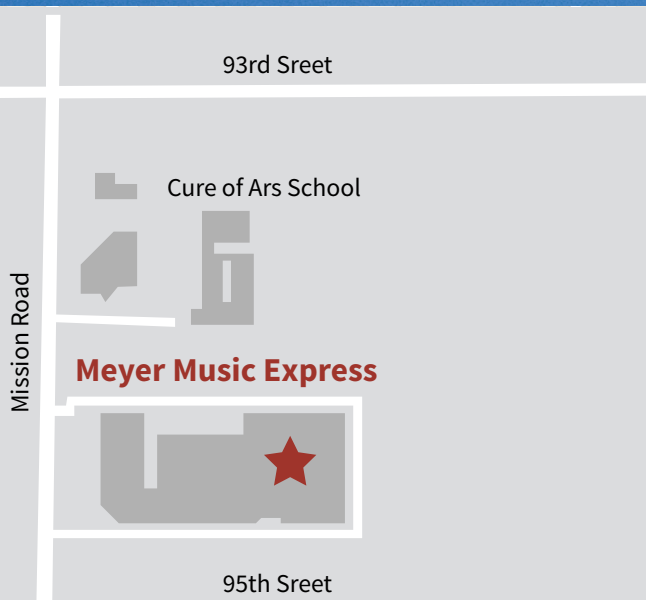 93rd Sreet
Cure of Ars School
Mission Road
Meyer Music Express
95th Sreet